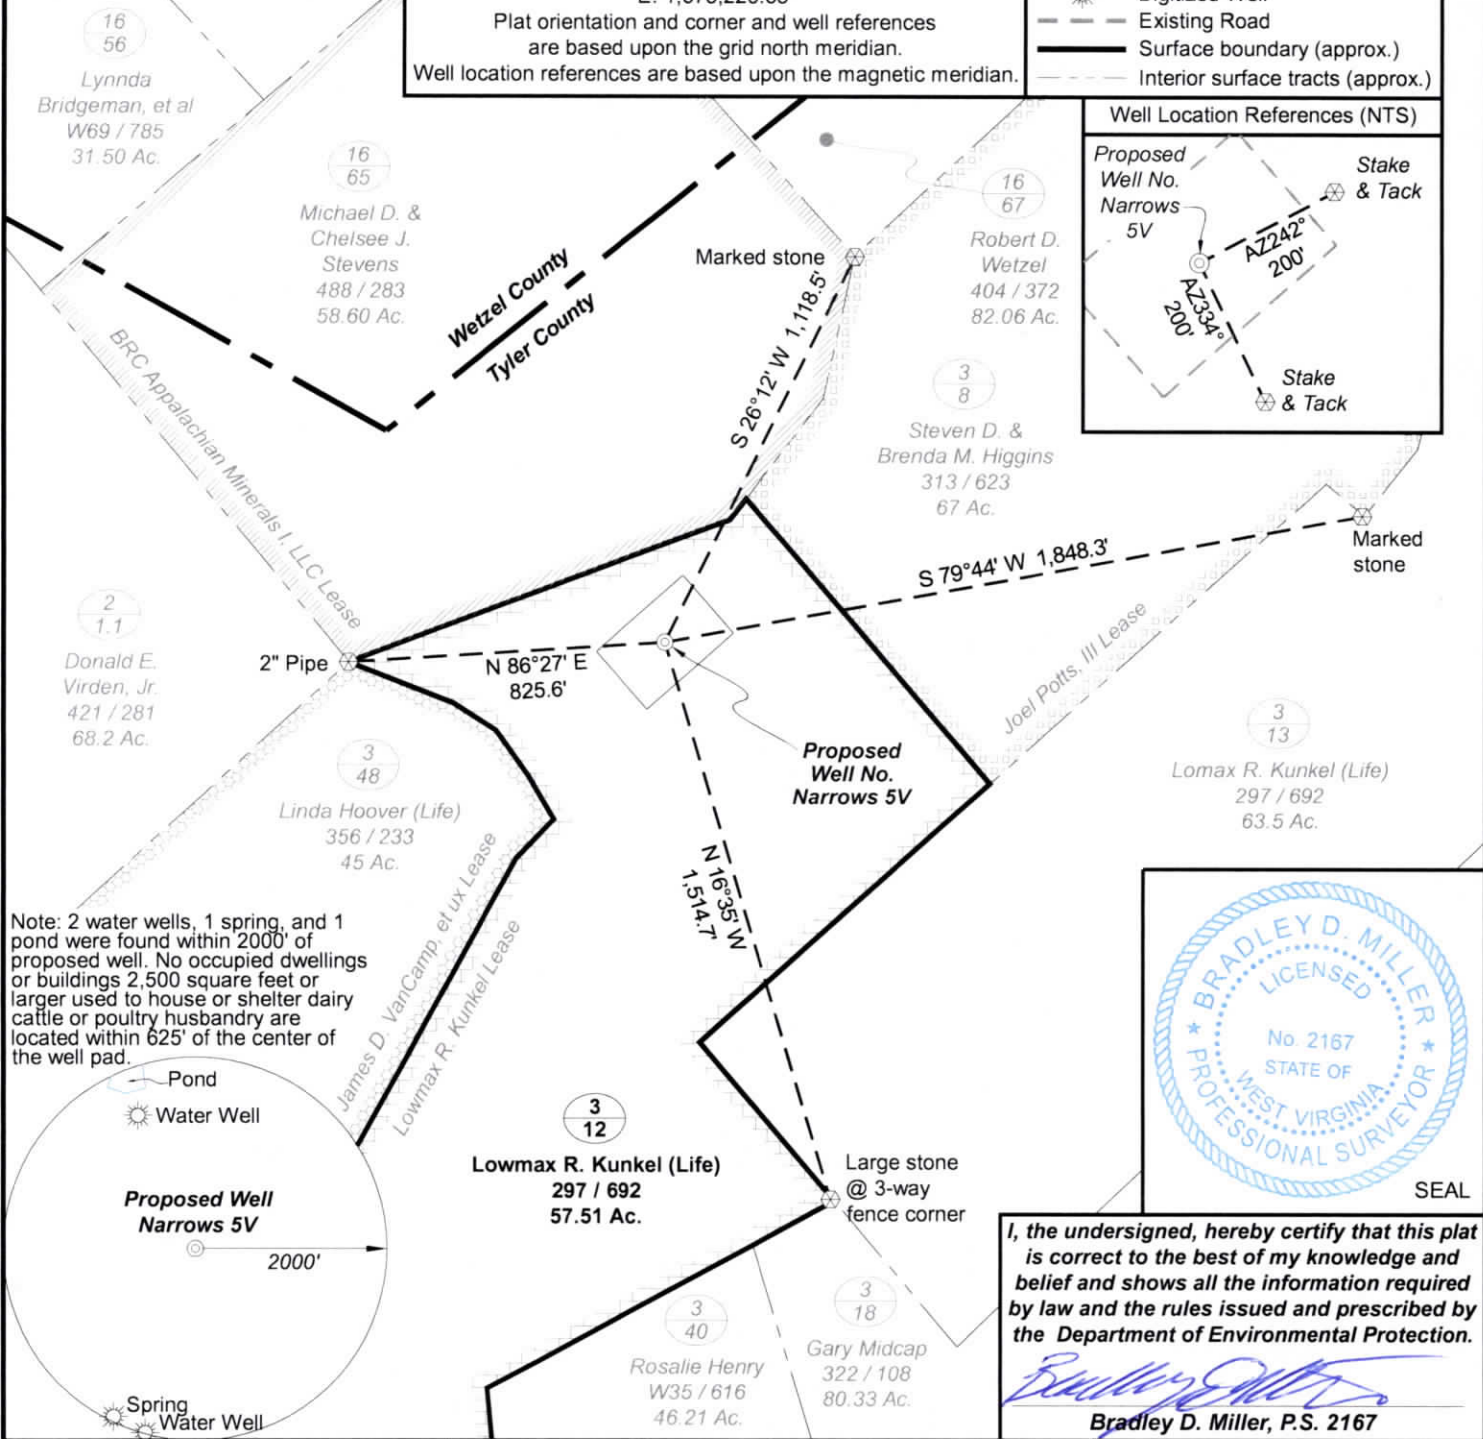 Plat orientation and corner and well references
are based upon the grid north meridian.
Well location references are based upon the magnetic meridian.
Existing Road
Surface boundary (approx.)
Interior surface tracts (approx.)
16
56
Lynnda
Bridgeman, et al
W69 / 785
31.50 Ac.
16
65
Michael D. &
Chelsee J.
Stevens
488 / 283
58.60 Ac.
Wetzel County
Tyler County
Marked stone
S 26°12' W 1,118.5'
16
67
Robert D.
Wetzel
404 / 372
82.06 Ac.
Well Location References (NTS)
Proposed
Well No.
Narrows
5V
Stake
& Tack
AZ242°
200'
AZ334°
200'
Stake
& Tack
BRC Appalachian Minerals I, LLC Lease
3
8
Steven D. &
Brenda M. Higgins
313 / 623
67 Ac.
S 79°44' W 1,848.3'
Marked
stone
2
1.1
Donald E.
Virden, Jr.
421 / 281
68.2 Ac.
2" Pipe
N 86°27' E
825.6'
Joel Potts, III Lease
3
13
Lomax R. Kunkel (Life)
297 / 692
63.5 Ac.
Proposed
Well No.
Narrows 5V
3
48
Linda Hoover (Life)
356 / 233
45 Ac.
N 16°35' W
1,514.7'
James D. VanCamp, et ux Lease
Lowmax R. Kunkel Lease
Note: 2 water wells, 1 spring, and 1
pond were found within 2000' of
proposed well. No occupied dwellings
or buildings 2,500 square feet or
larger used to house or shelter dairy
cattle or poultry husbandry are
located within 625' of the center of
the well pad.
Pond
Water Well
Proposed Well
Narrows 5V
2000'
Spring
Water Well
3
12
Lowmax R. Kunkel (Life)
297 / 692
57.51 Ac.
Large stone
@ 3-way
fence corner
3
40
Rosalie Henry
W35 / 616
46.21 Ac.
3
18
Gary Midcap
322 / 108
80.33 Ac.
★ BRADLEY D. MILLER ★
LICENSED
No. 2167
STATE OF
WEST VIRGINIA
PROFESSIONAL SURVEYOR
SEAL
I, the undersigned, hereby certify that this plat
is correct to the best of my knowledge and
belief and shows all the information required
by law and the rules issued and prescribed by
the Department of Environmental Protection.
Bradley D. Miller, P.S. 2167